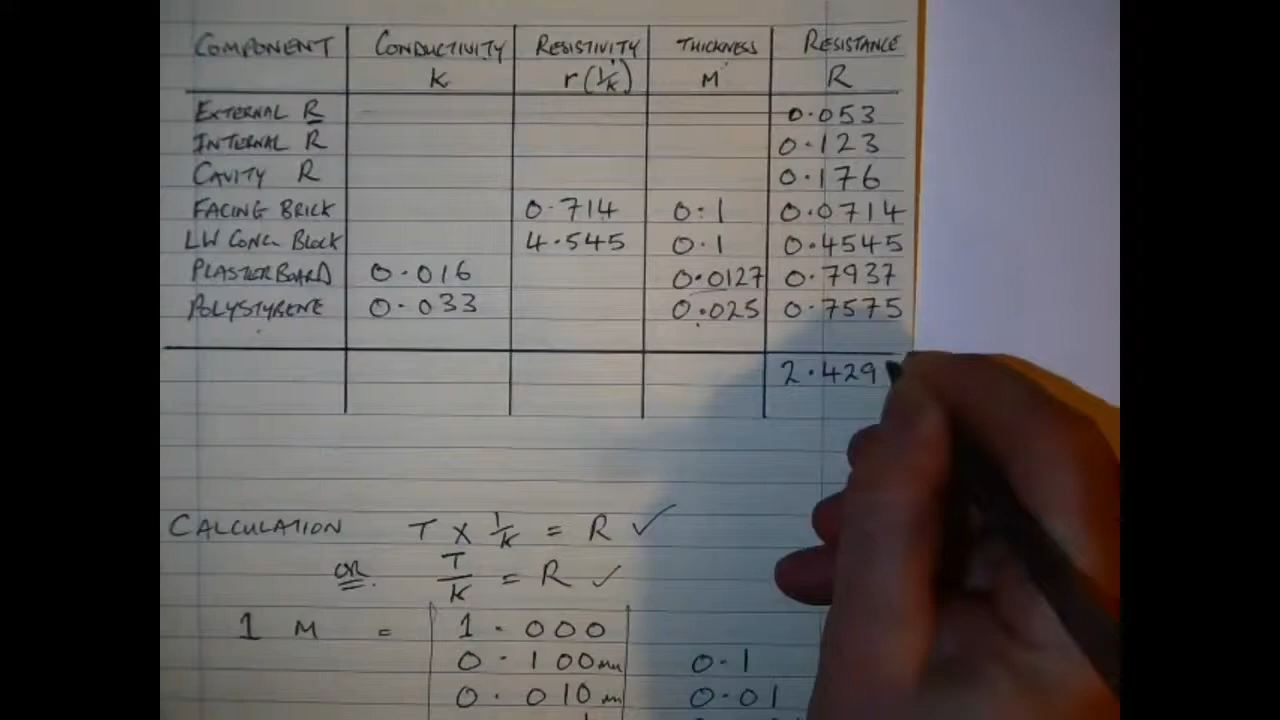 COMPONENT CONDUCTIVITY RESISTIVITY THICKNESS RESISTANCE
K r(1/K) M R
EXTERNAL R 0.053
INTERNAL R 0.123
CAVITY R 0.176
FACING BRICK 0.714 0.1 0.0714
LW CONC. BLOCK 4.545 0.1 0.4545
PLASTERBOARD 0.016 0.0127 0.7937
POLYSTYRENE 0.033 0.025 0.7575
2.429
CALCULATION T x 1/K = R ✓
OR. T/K = R ✓
1 M = 1.000
0.100mm 0.1
0.010m 0.01